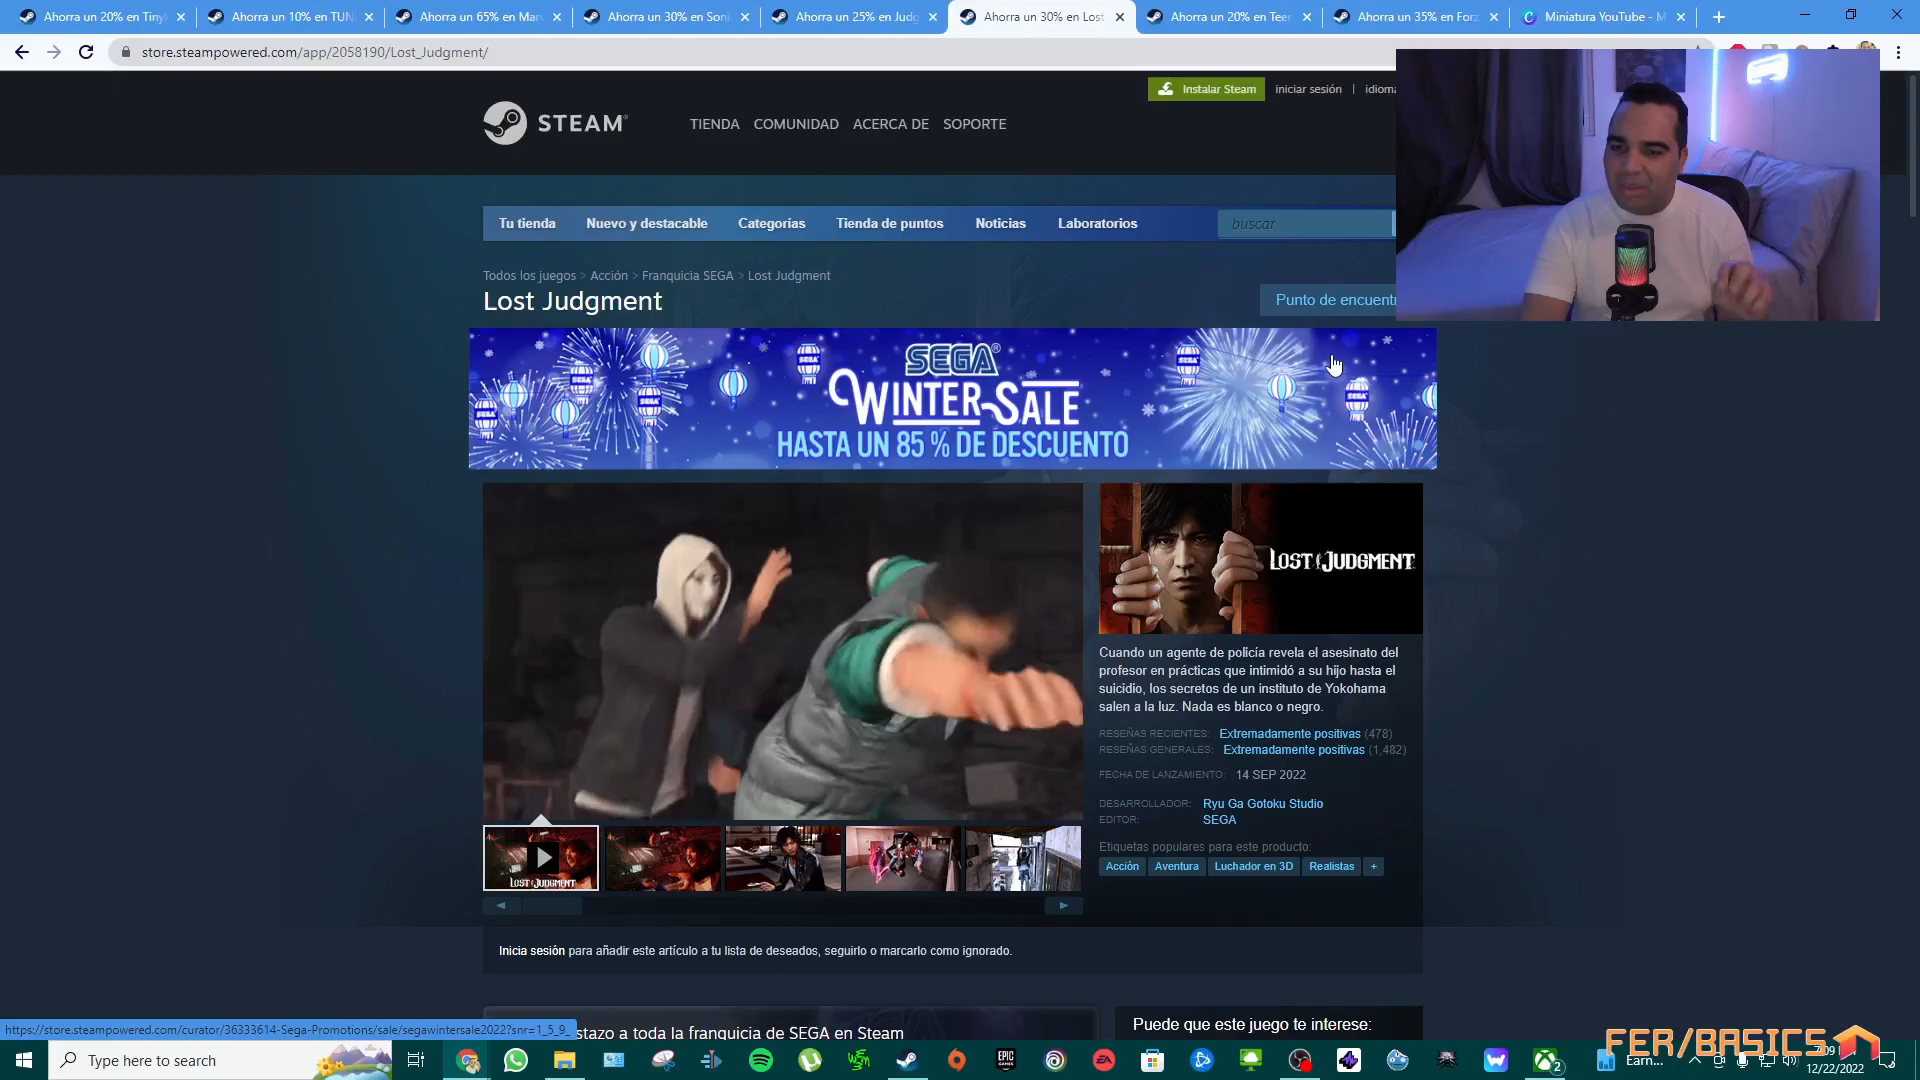 Ahorra un 20% en Tiny
Ahorra un 10% en TUN
Ahorra un 65% en Mar
Ahorra un 30% en Soni
Ahorra un 25% en Judg
Ahorra un 30% en Lost
Ahorra un 20% en Teen
Ahorra un 35% en Forz
Miniatura YouTube - M
store.steampowered.com/app/2058190/Lost_Judgment/
Instalar Steam
iniciar sesión | idioma
STEAM
TIENDA COMUNIDAD ACERCA DE SOPORTE
Tu tienda Nuevo y destacable Categorías Tienda de puntos Noticias Laboratorios buscar
Todos los juegos > Acción > Franquicia SEGA > Lost Judgment
Lost Judgment
Punto de encuentr
SEGA
WINTER SALE
HASTA UN 85 % DE DESCUENTO
LOST JUDGMENT
Cuando un agente de policía revela el asesinato del
profesor en prácticas que intimidó a su hijo hasta el
suicidio, los secretos de un instituto de Yokohama
salen a la luz. Nada es blanco o negro.
RESEÑAS RECIENTES: Extremadamente positivas (478)
RESEÑAS GENERALES: Extremadamente positivas (1,482)
FECHA DE LANZAMIENTO: 14 SEP 2022
DESARROLLADOR: Ryu Ga Gotoku Studio
EDITOR: SEGA
Etiquetas populares para este producto:
Acción Aventura Luchador en 3D Realistas +
LOST JUDGMENT
Inicia sesión para añadir este artículo a tu lista de deseados, seguirlo o marcarlo como ignorado.
https://store.steampowered.com/curator/36333614-Sega-Promotions/sale/segawintersale2022?snr=1_5_9_
stazo a toda la franquicia de SEGA en Steam
Puede que este juego te interese:
Type here to search
EPIC GAMES
EA
2
Earn...
FER/BASICS
12/22/2022